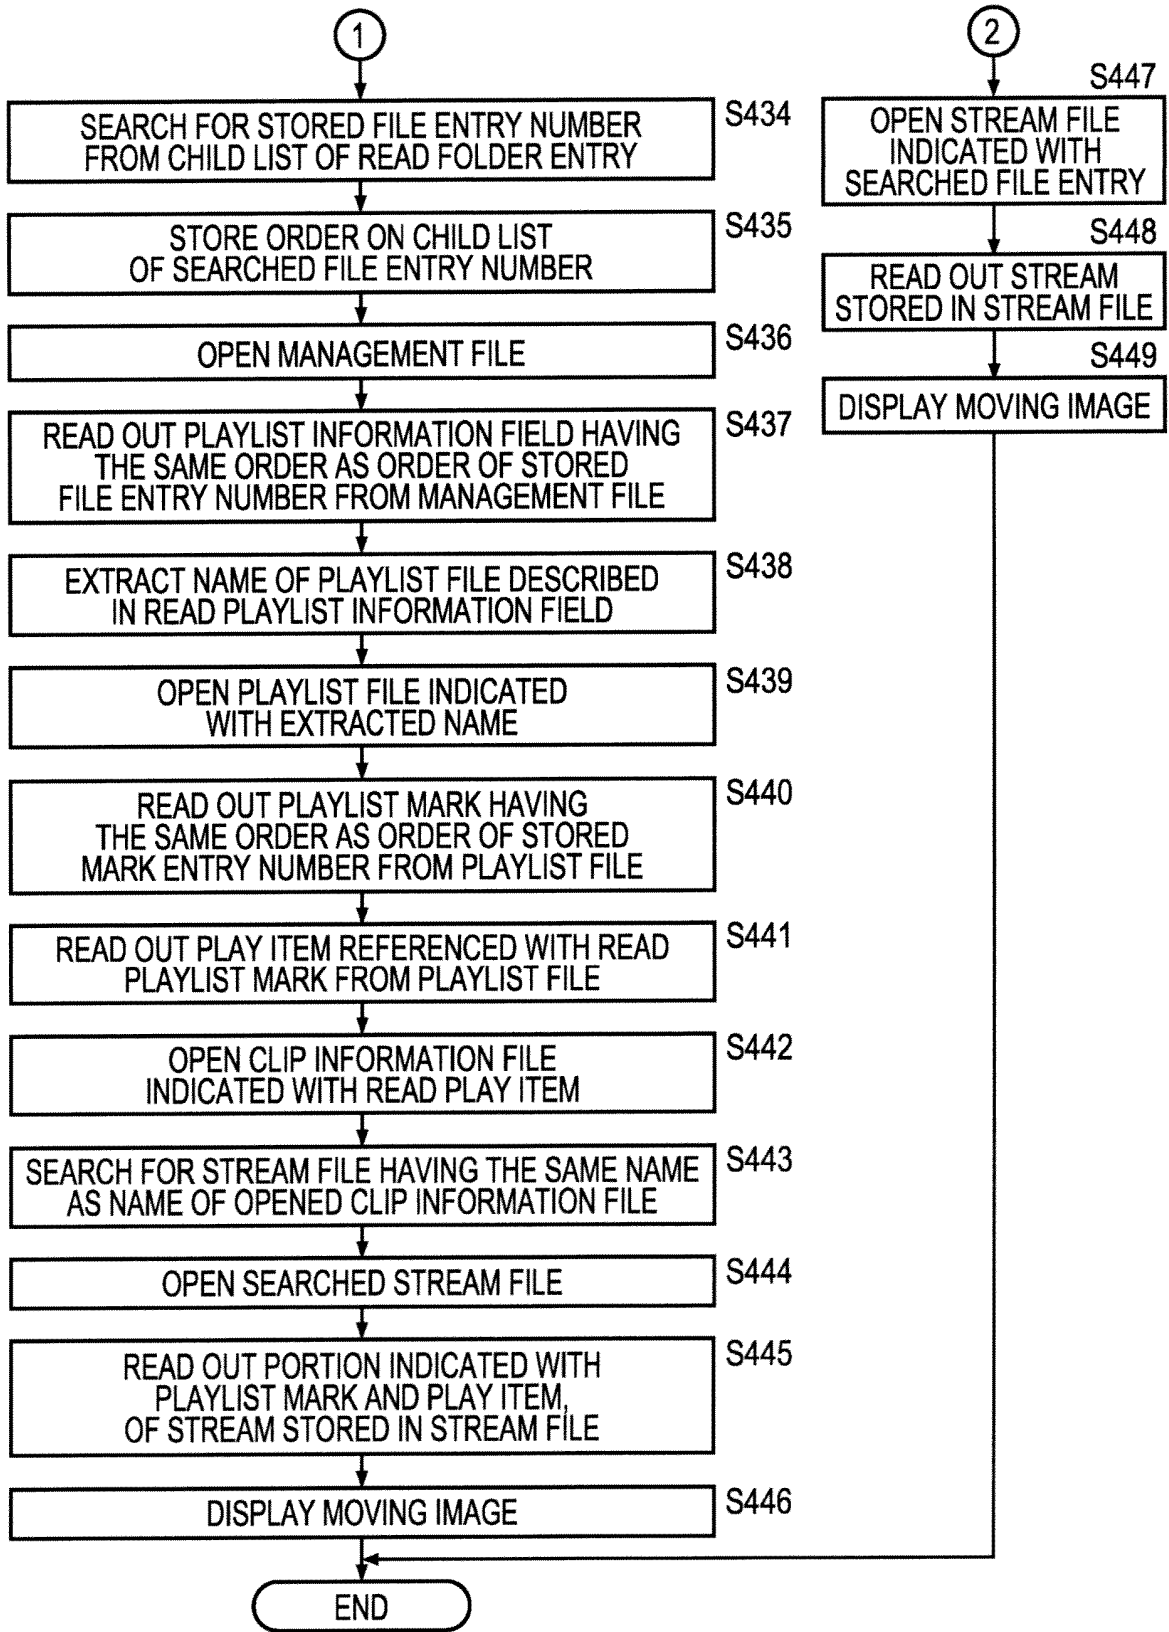 1
SEARCH FOR STORED FILE ENTRY NUMBER
FROM CHILD LIST OF READ FOLDER ENTRY
S434
STORE ORDER ON CHILD LIST
OF SEARCHED FILE ENTRY NUMBER
S435
OPEN MANAGEMENT FILE
S436
READ OUT PLAYLIST INFORMATION FIELD HAVING
THE SAME ORDER AS ORDER OF STORED
FILE ENTRY NUMBER FROM MANAGEMENT FILE
S437
EXTRACT NAME OF PLAYLIST FILE DESCRIBED
IN READ PLAYLIST INFORMATION FIELD
S438
OPEN PLAYLIST FILE INDICATED
WITH EXTRACTED NAME
S439
READ OUT PLAYLIST MARK HAVING
THE SAME ORDER AS ORDER OF STORED
MARK ENTRY NUMBER FROM PLAYLIST FILE
S440
READ OUT PLAY ITEM REFERENCED WITH READ
PLAYLIST MARK FROM PLAYLIST FILE
S441
OPEN CLIP INFORMATION FILE
INDICATED WITH READ PLAY ITEM
S442
SEARCH FOR STREAM FILE HAVING THE SAME NAME
AS NAME OF OPENED CLIP INFORMATION FILE
S443
OPEN SEARCHED STREAM FILE
S444
READ OUT PORTION INDICATED WITH
PLAYLIST MARK AND PLAY ITEM,
OF STREAM STORED IN STREAM FILE
S445
DISPLAY MOVING IMAGE
S446
END
2
S447
OPEN STREAM FILE
INDICATED WITH
SEARCHED FILE ENTRY
S448
READ OUT STREAM
STORED IN STREAM FILE
S449
DISPLAY MOVING IMAGE